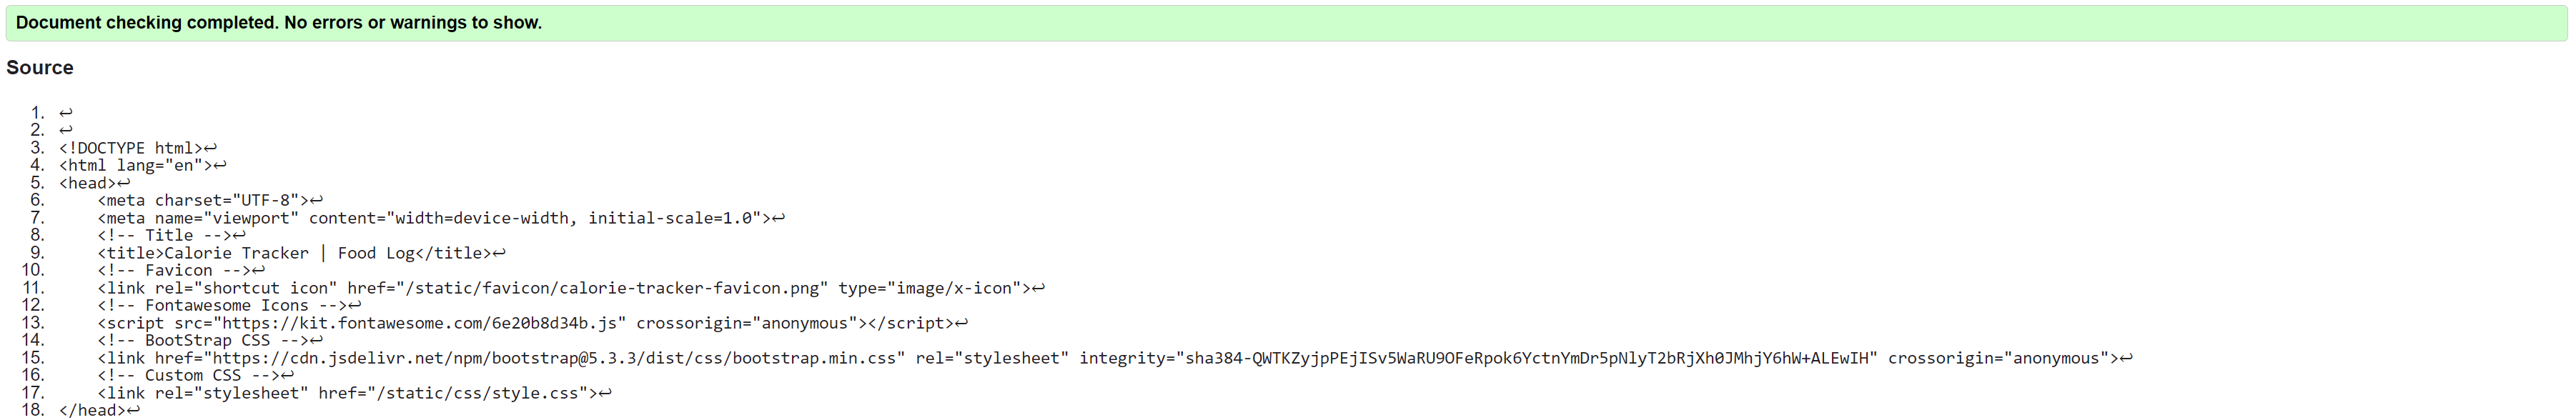 Document checking completed. No errors or warnings to show.
Source
1. ↩
2. ↩
3. <!DOCTYPE html>↩
4. <html lang="en">↩
5. <head>↩
6.     <meta charset="UTF-8">↩
7.     <meta name="viewport" content="width=device-width, initial-scale=1.0">↩
8.     <!-- Title -->↩
9.     <title>Calorie Tracker | Food Log</title>↩
10.     <!-- Favicon -->↩
11.     <link rel="shortcut icon" href="/static/favicon/calorie-tracker-favicon.png" type="image/x-icon">↩
12.     <!-- Fontawesome Icons -->↩
13.     <script src="https://kit.fontawesome.com/6e20b8d34b.js" crossorigin="anonymous"></script>↩
14.     <!-- BootStrap CSS -->↩
15.     <link href="https://cdn.jsdelivr.net/npm/bootstrap@5.3.3/dist/css/bootstrap.min.css" rel="stylesheet" integrity="sha384-QWTKZyjpPEjISv5WaRU9OFeRpok6YctnYmDr5pNlyT2bRjXh0JMhjY6hW+ALEwIH" crossorigin="anonymous">↩
16.     <!-- Custom CSS -->↩
17.     <link rel="stylesheet" href="/static/css/style.css">↩
18. </head>↩